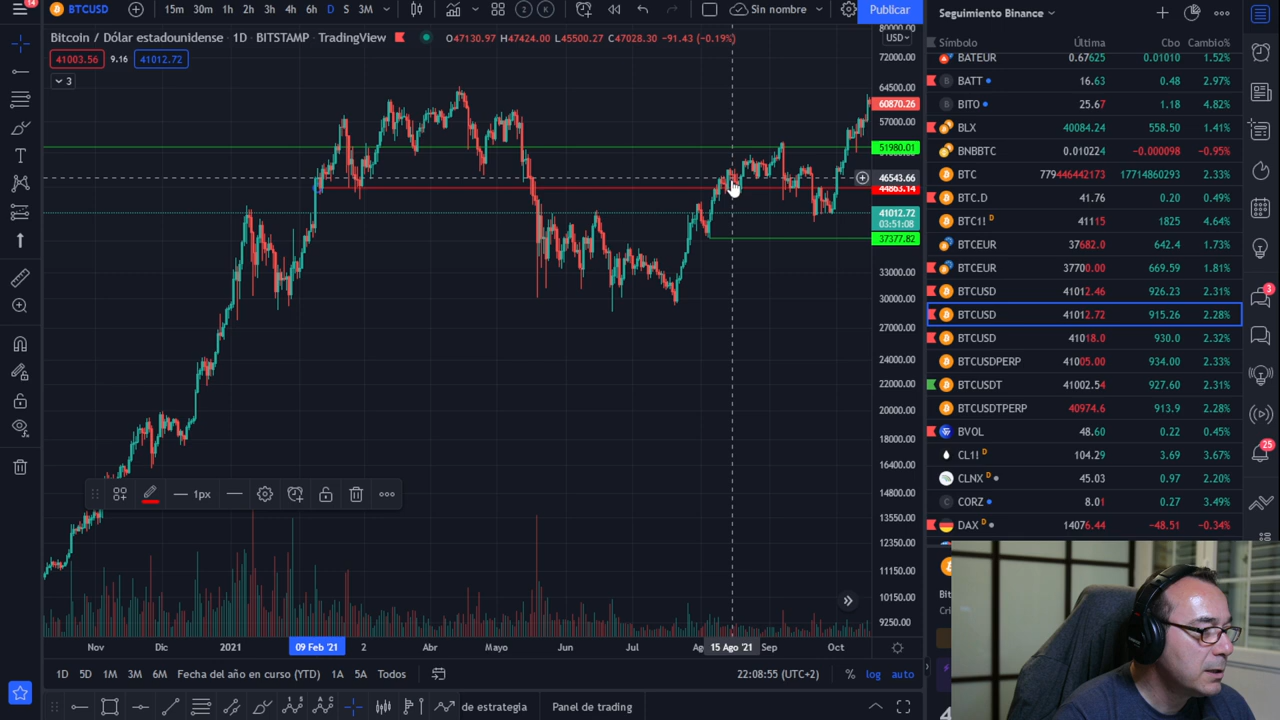 14
BTCUSD
15m 30m 1h 2h 3h 4h 6h D S 3M
2
K
Sin nombre
Publicar
Bitcoin / Dólar estadounidense · 1D · BITSTAMP · TradingView
O47130.97 H47424.00 L45500.27 C47028.30 −91.43 (−0.19%)
USD
41003.56
9.16
41012.72
3
80000.00
72000.00
64500.00
60870.26
57000.00
51980.01
46543.66
44863.14
41012.72
03:51:08
37377.82
33000.00
30000.00
27000.00
24000.00
22000.00
20000.00
18000.00
16400.00
14800.00
13550.00
12350.00
11150.00
10150.00
9250.00
1px
Nov Dic 2021 09 Feb '21 2 Abr Mayo Jun Jul Ag 15 Ago '21 Sep Oct
1D 5D 1M 3M 6M Fecha del año en curso (YTD) 1A 5A Todos
22:08:55 (UTC+2)
% log auto
de estrategia
Panel de trading
Seguimiento Binance
Símbolo Última Cbo Cambio%
BATEUR 0.67625 0.01010 1.52%
BATT 16.63 0.48 2.97%
BITO 25.67 1.18 4.82%
BLX 40084.24 558.50 1.41%
BNBBTC 0.010224 −0.000098 −0.95%
BTC 779446442173 17714860293 2.33%
BTC.D 41.76 0.20 0.48%
BTC1! D 41115 1825 4.64%
BTCEUR 37682.0 642.4 1.73%
BTCEUR 37700.00 669.59 1.81%
BTCUSD 41012.46 926.23 2.31%
BTCUSD 41012.72 915.26 2.28%
BTCUSD 41018.0 930.0 2.32%
BTCUSDPERP 41005.00 934.00 2.33%
BTCUSDT 41002.54 927.60 2.31%
BTCUSDTPERP 40974.6 913.9 2.28%
BVOL 48.60 0.22 0.45%
CL1! D 104.29 3.69 3.67%
CLNX D 45.03 0.97 2.20%
CORZ 8.01 0.27 3.49%
DAX D 14076.44 −48.51 −0.34%
3
25